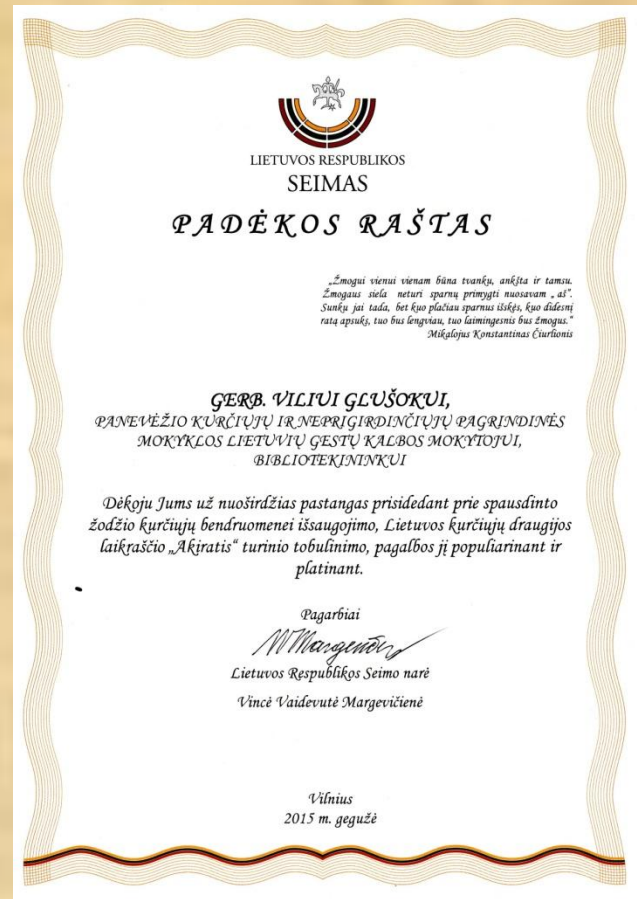 LIETUVOS RESPUBLIKOS
SEIMAS
PADĖKOS RAŠTAS
„Žmogui vienui vienam būna tvanku, ankšta ir tamsu.
Žmogaus siela neturi sparnų primygti nuosavam „aš".
Sunku jai tada, bet kuo plačiau sparnus išskės, kuo didesnį
ratą apsuks, tuo bus lengviau, tuo laimingesnis bus žmogus."
Mikalojus Konstantinas Čiurlionis
GERB. VILIUI GLUŠOKUI,
PANEVĖŽIO KURČIŲJŲ IR NEPRIGIRDINČIŲJŲ PAGRINDINĖS
MOKYKLOS LIETUVIŲ GESTŲ KALBOS MOKYTOJUI,
BIBLIOTEKININKUI
Dėkoju Jums už nuoširdžias pastangas prisidedant prie spausdinto
žodžio kurčiųjų bendruomenei išsaugojimo, Lietuvos kurčiųjų draugijos
laikraščio „Akiratis" turinio tobulinimo, pagalbos jį populiarinant ir
platinant.
Pagarbiai
Lietuvos Respublikos Seimo narė
Vincė Vaidevutė Margevičienė
Vilnius
2015 m. gegužė